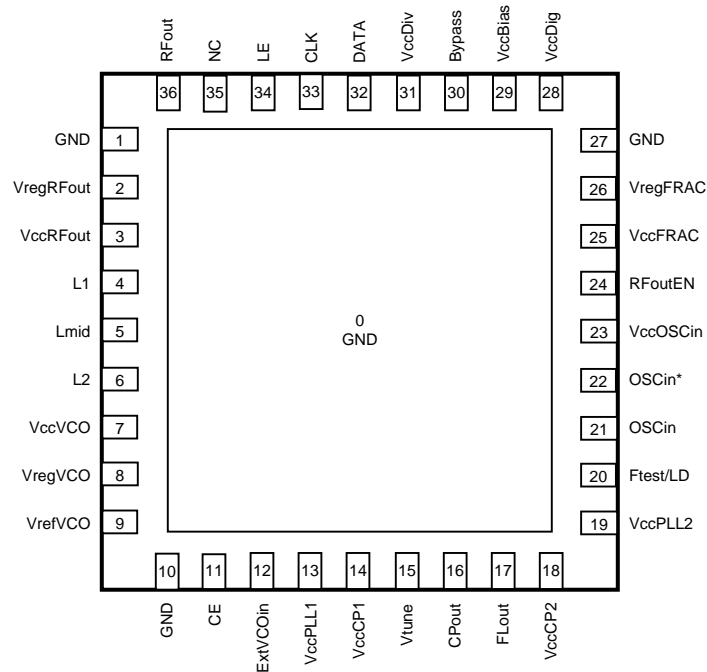 RFout
NC
LE
CLK
DATA
VccDiv
Bypass
VccBias
VccDig
36
35
34
33
32
31
30
29
28
GND 1
VregRFout 2
VccRFout 3
L1 4
Lmid 5
L2 6
VccVCO 7
VregVCO 8
VrefVCO 9
0
GND
27 GND
26 VregFRAC
25 VccFRAC
24 RFoutEN
23 VccOSCin
22 OSCin*
21 OSCin
20 Ftest/LD
19 VccPLL2
10
11
12
13
14
15
16
17
18
GND
CE
ExtVCOin
VccPLL1
VccCP1
Vtune
CPout
FLout
VccCP2